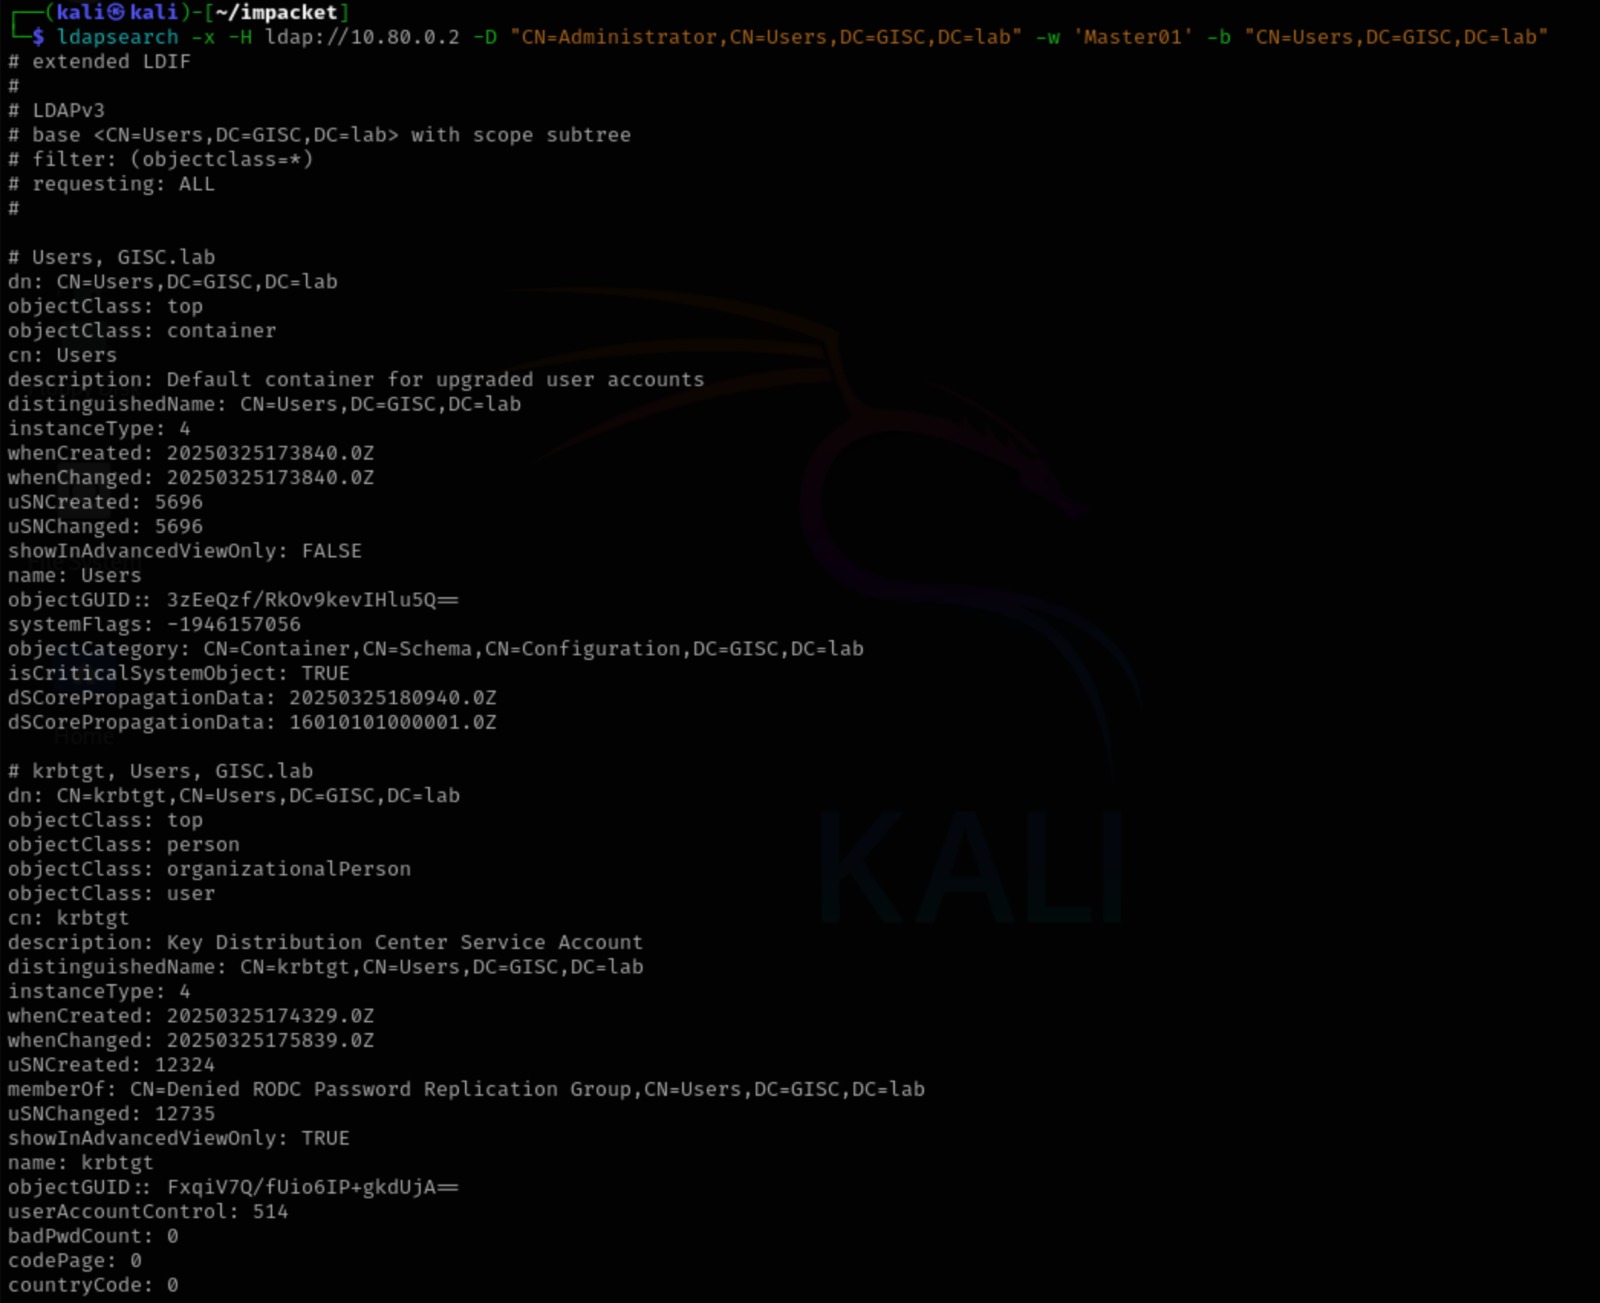 ┌──(kali㉿kali)-[~/impacket]
└─$ ldapsearch -x -H ldap://10.80.0.2 -D "CN=Administrator,CN=Users,DC=GISC,DC=lab" -w 'Master01' -b "CN=Users,DC=GISC,DC=lab"
# extended LDIF
#
# LDAPv3
# base <CN=Users,DC=GISC,DC=lab> with scope subtree
# filter: (objectclass=*)
# requesting: ALL
#

# Users, GISC.lab
dn: CN=Users,DC=GISC,DC=lab
objectClass: top
objectClass: container
cn: Users
description: Default container for upgraded user accounts
distinguishedName: CN=Users,DC=GISC,DC=lab
instanceType: 4
whenCreated: 20250325173840.0Z
whenChanged: 20250325173840.0Z
uSNCreated: 5696
uSNChanged: 5696
showInAdvancedViewOnly: FALSE
name: Users
objectGUID:: 3zEeQzf/RkOv9kevIHlu5Q==
systemFlags: -1946157056
objectCategory: CN=Container,CN=Schema,CN=Configuration,DC=GISC,DC=lab
isCriticalSystemObject: TRUE
dSCorePropagationData: 20250325180940.0Z
dSCorePropagationData: 16010101000001.0Z
Home

# krbtgt, Users, GISC.lab
dn: CN=krbtgt,CN=Users,DC=GISC,DC=lab
objectClass: top
objectClass: person
objectClass: organizationalPerson
objectClass: user
cn: krbtgt
description: Key Distribution Center Service Account
distinguishedName: CN=krbtgt,CN=Users,DC=GISC,DC=lab
instanceType: 4
whenCreated: 20250325174329.0Z
whenChanged: 20250325175839.0Z
uSNCreated: 12324
memberOf: CN=Denied RODC Password Replication Group,CN=Users,DC=GISC,DC=lab
uSNChanged: 12735
showInAdvancedViewOnly: TRUE
name: krbtgt
objectGUID:: FxqiV7Q/fUio6IP+gkdUjA==
userAccountControl: 514
badPwdCount: 0
codePage: 0
countryCode: 0
KALI